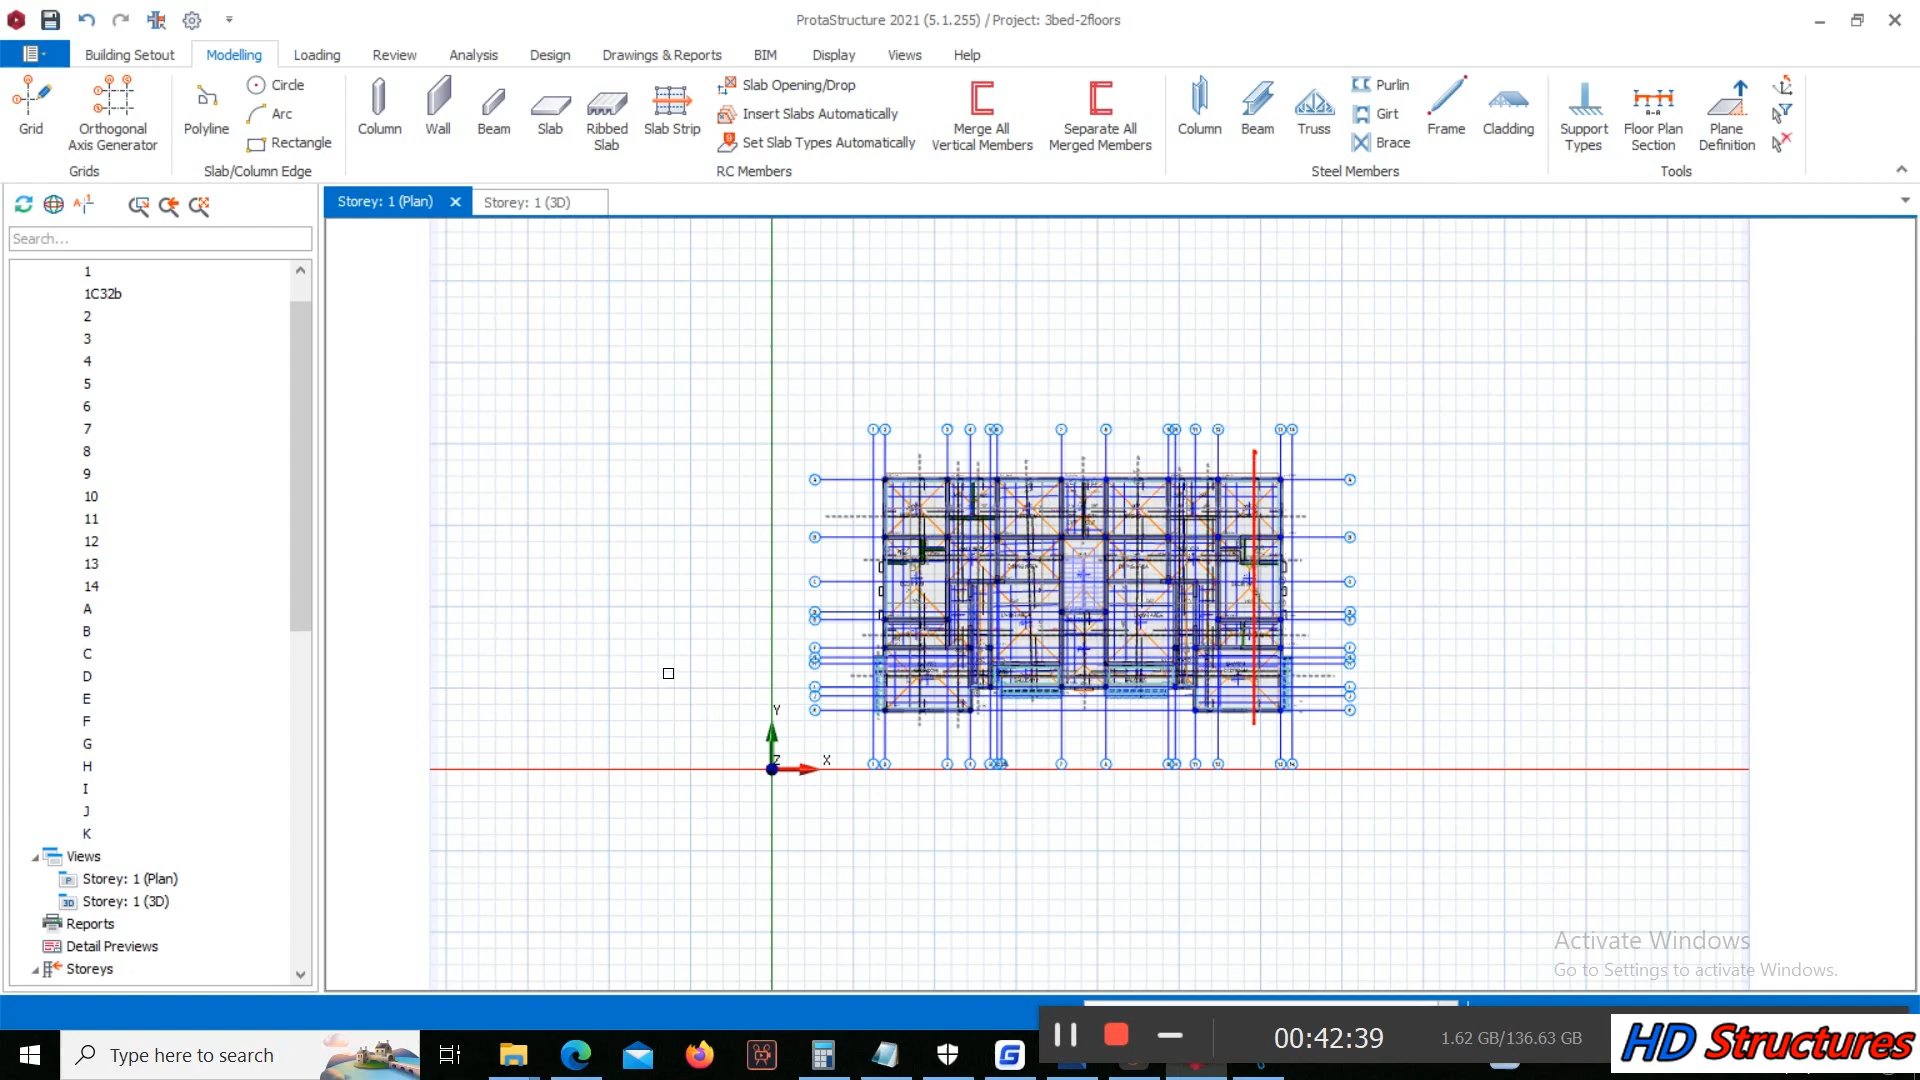 ProtaStructure 2021 (5.1.255) / Project: 3bed-2floors
Building Setout Modelling Loading Review Analysis Design Drawings & Reports BIM Display Views Help
Grid
Orthogonal
Axis Generator
Grids
Polyline
Circle
Arc
Rectangle
Slab/Column Edge
Column
Wall
Beam
Slab
Ribbed
Slab
Slab Strip
Slab Opening/Drop
Insert Slabs Automatically
Set Slab Types Automatically
Merge All
Vertical Members
Separate All
Merged Members
RC Members
Column
Beam
Truss
Purlin
Girt
Brace
Frame
Cladding
Steel Members
Support
Types
Floor Plan
Section
Plane
Definition
Tools
Storey: 1 (Plan)
Storey: 1 (3D)
Search...
1
1C32b
2
3
4
5
6
7
8
9
10
11
12
13
14
A
B
C
D
E
F
G
H
I
J
K
Views
Storey: 1 (Plan)
Storey: 1 (3D)
Reports
Detail Previews
Storeys
Y
Z
X
Activate Windows
Go to Settings to activate Windows.
Type here to search
00:42:39
1.62 GB/136.63 GB
HD Structures